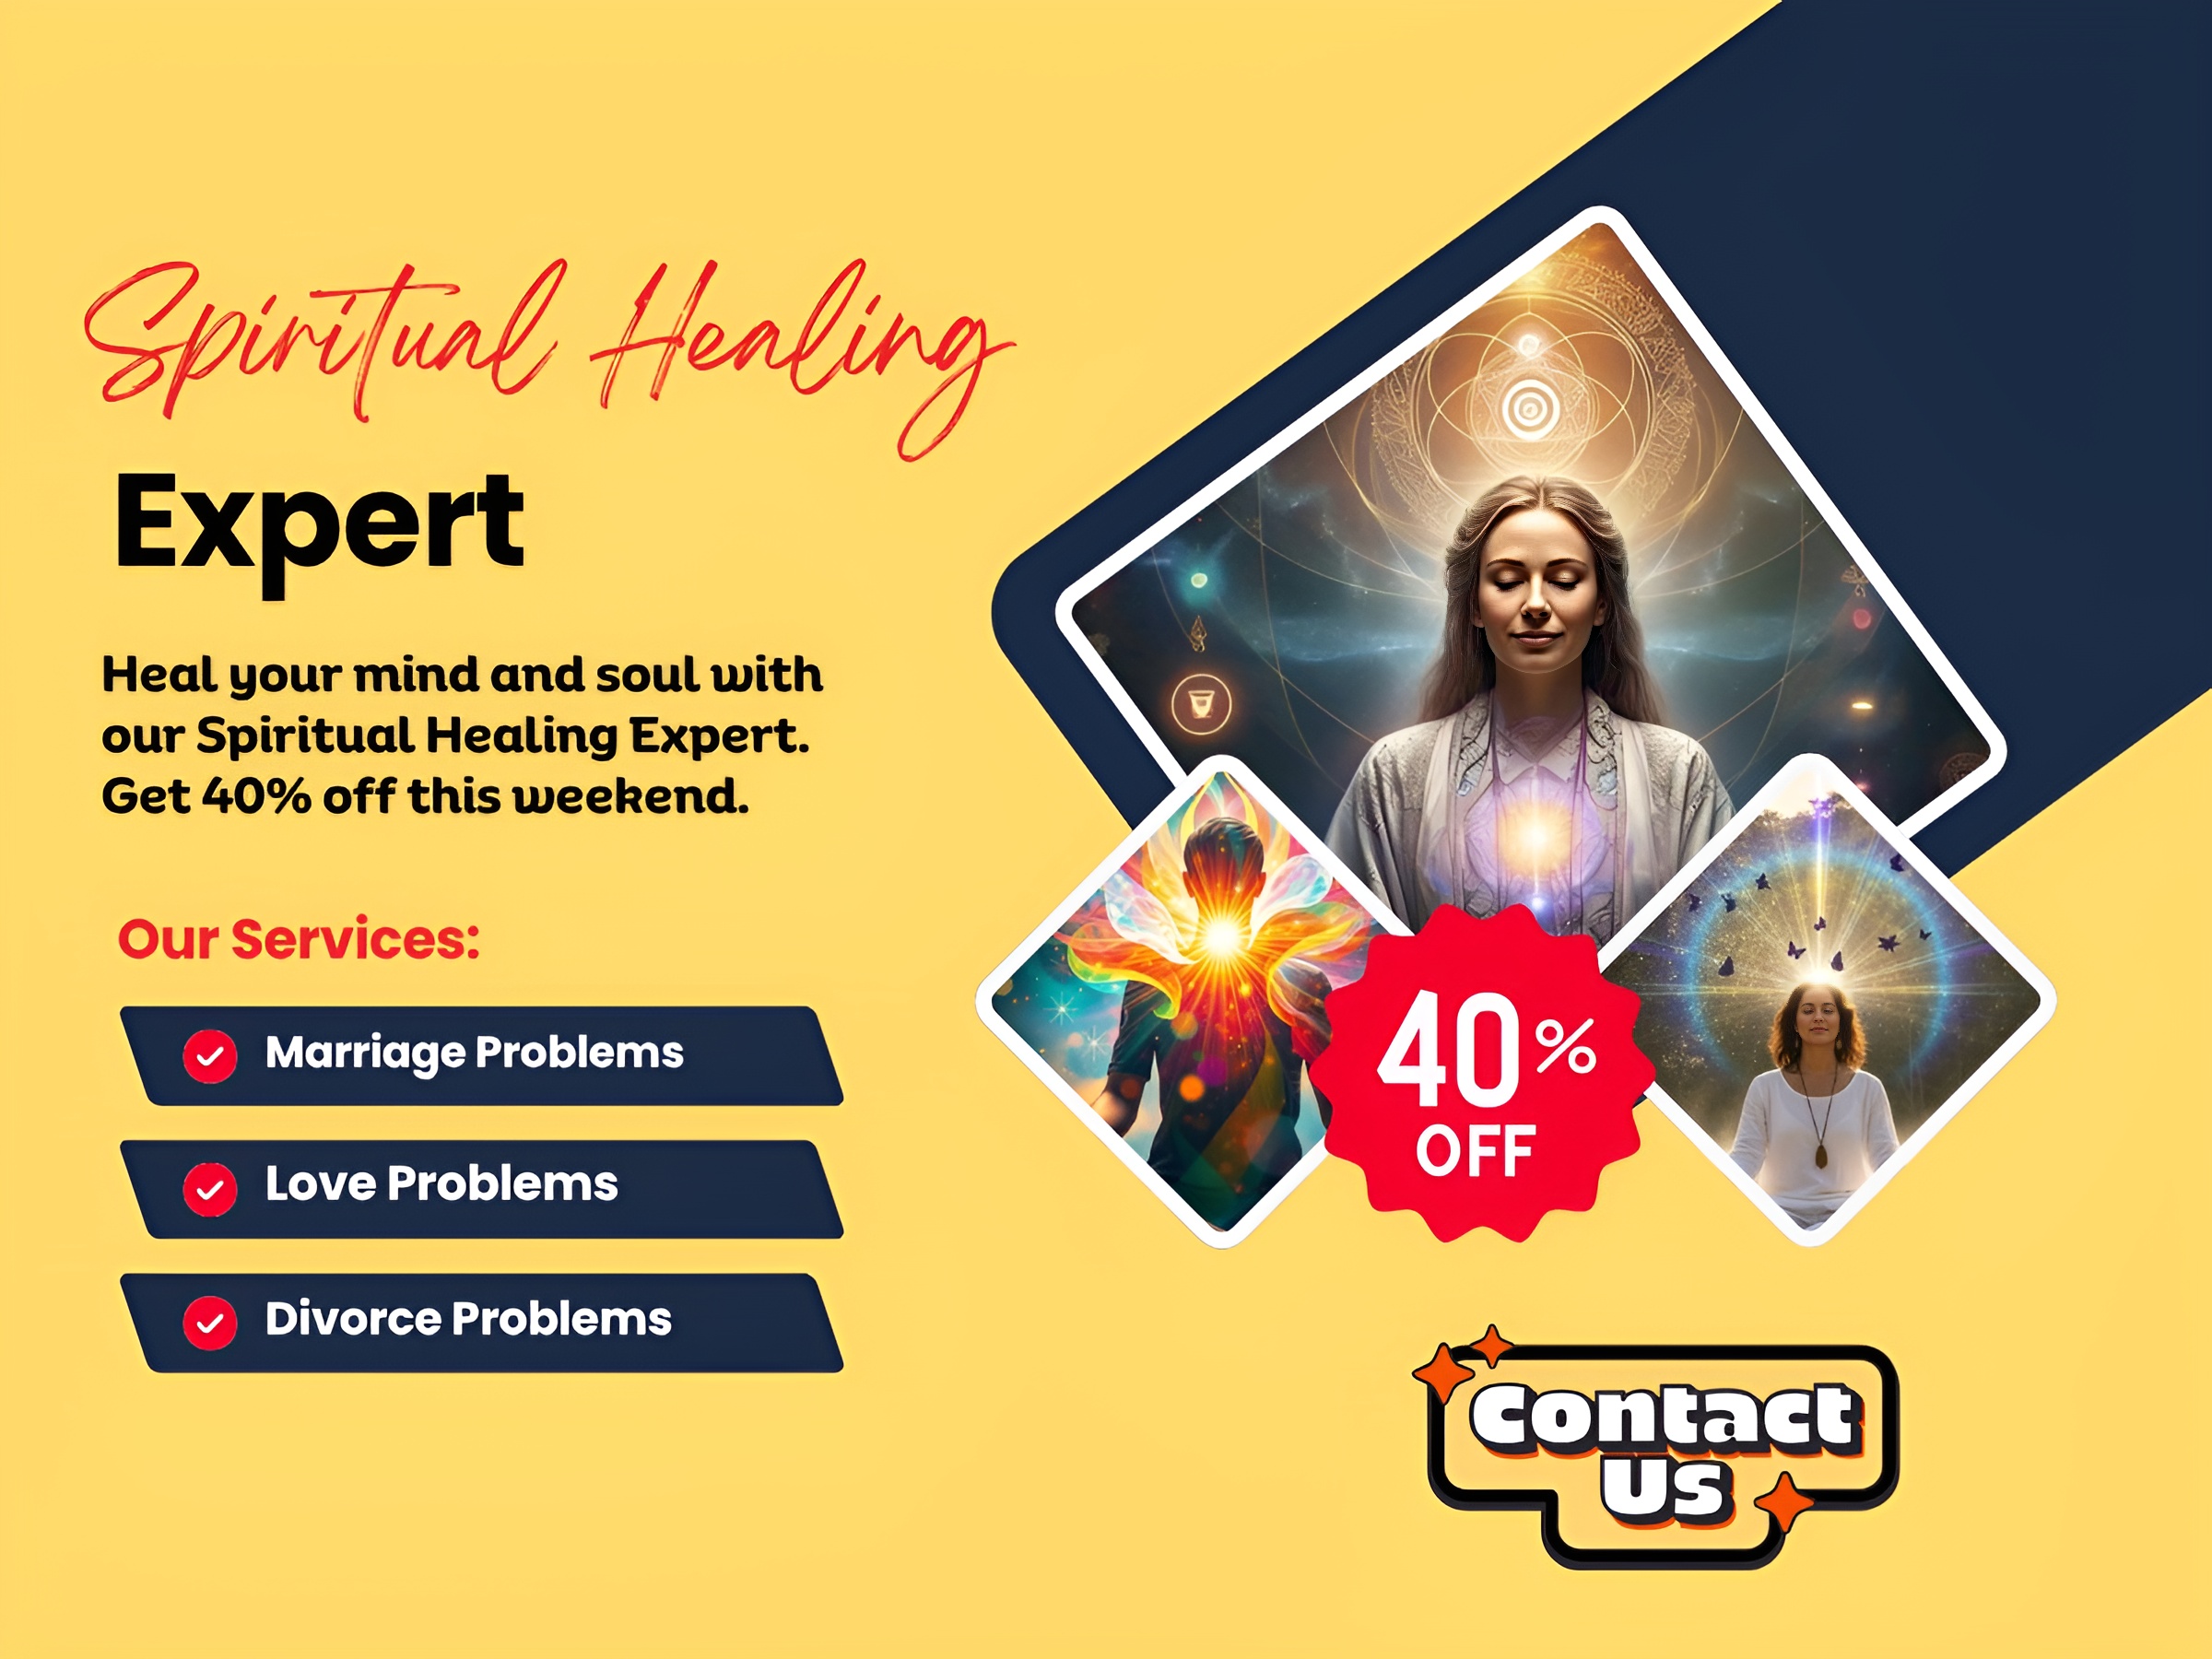 Spiritual Healing
Expert
Heal your mind and soul with
our Spiritual Healing Expert.
Get 40% off this weekend.
Our Services:
Marriage Problems
Love Problems
Divorce Problems
40%
OFF
Contact
Us